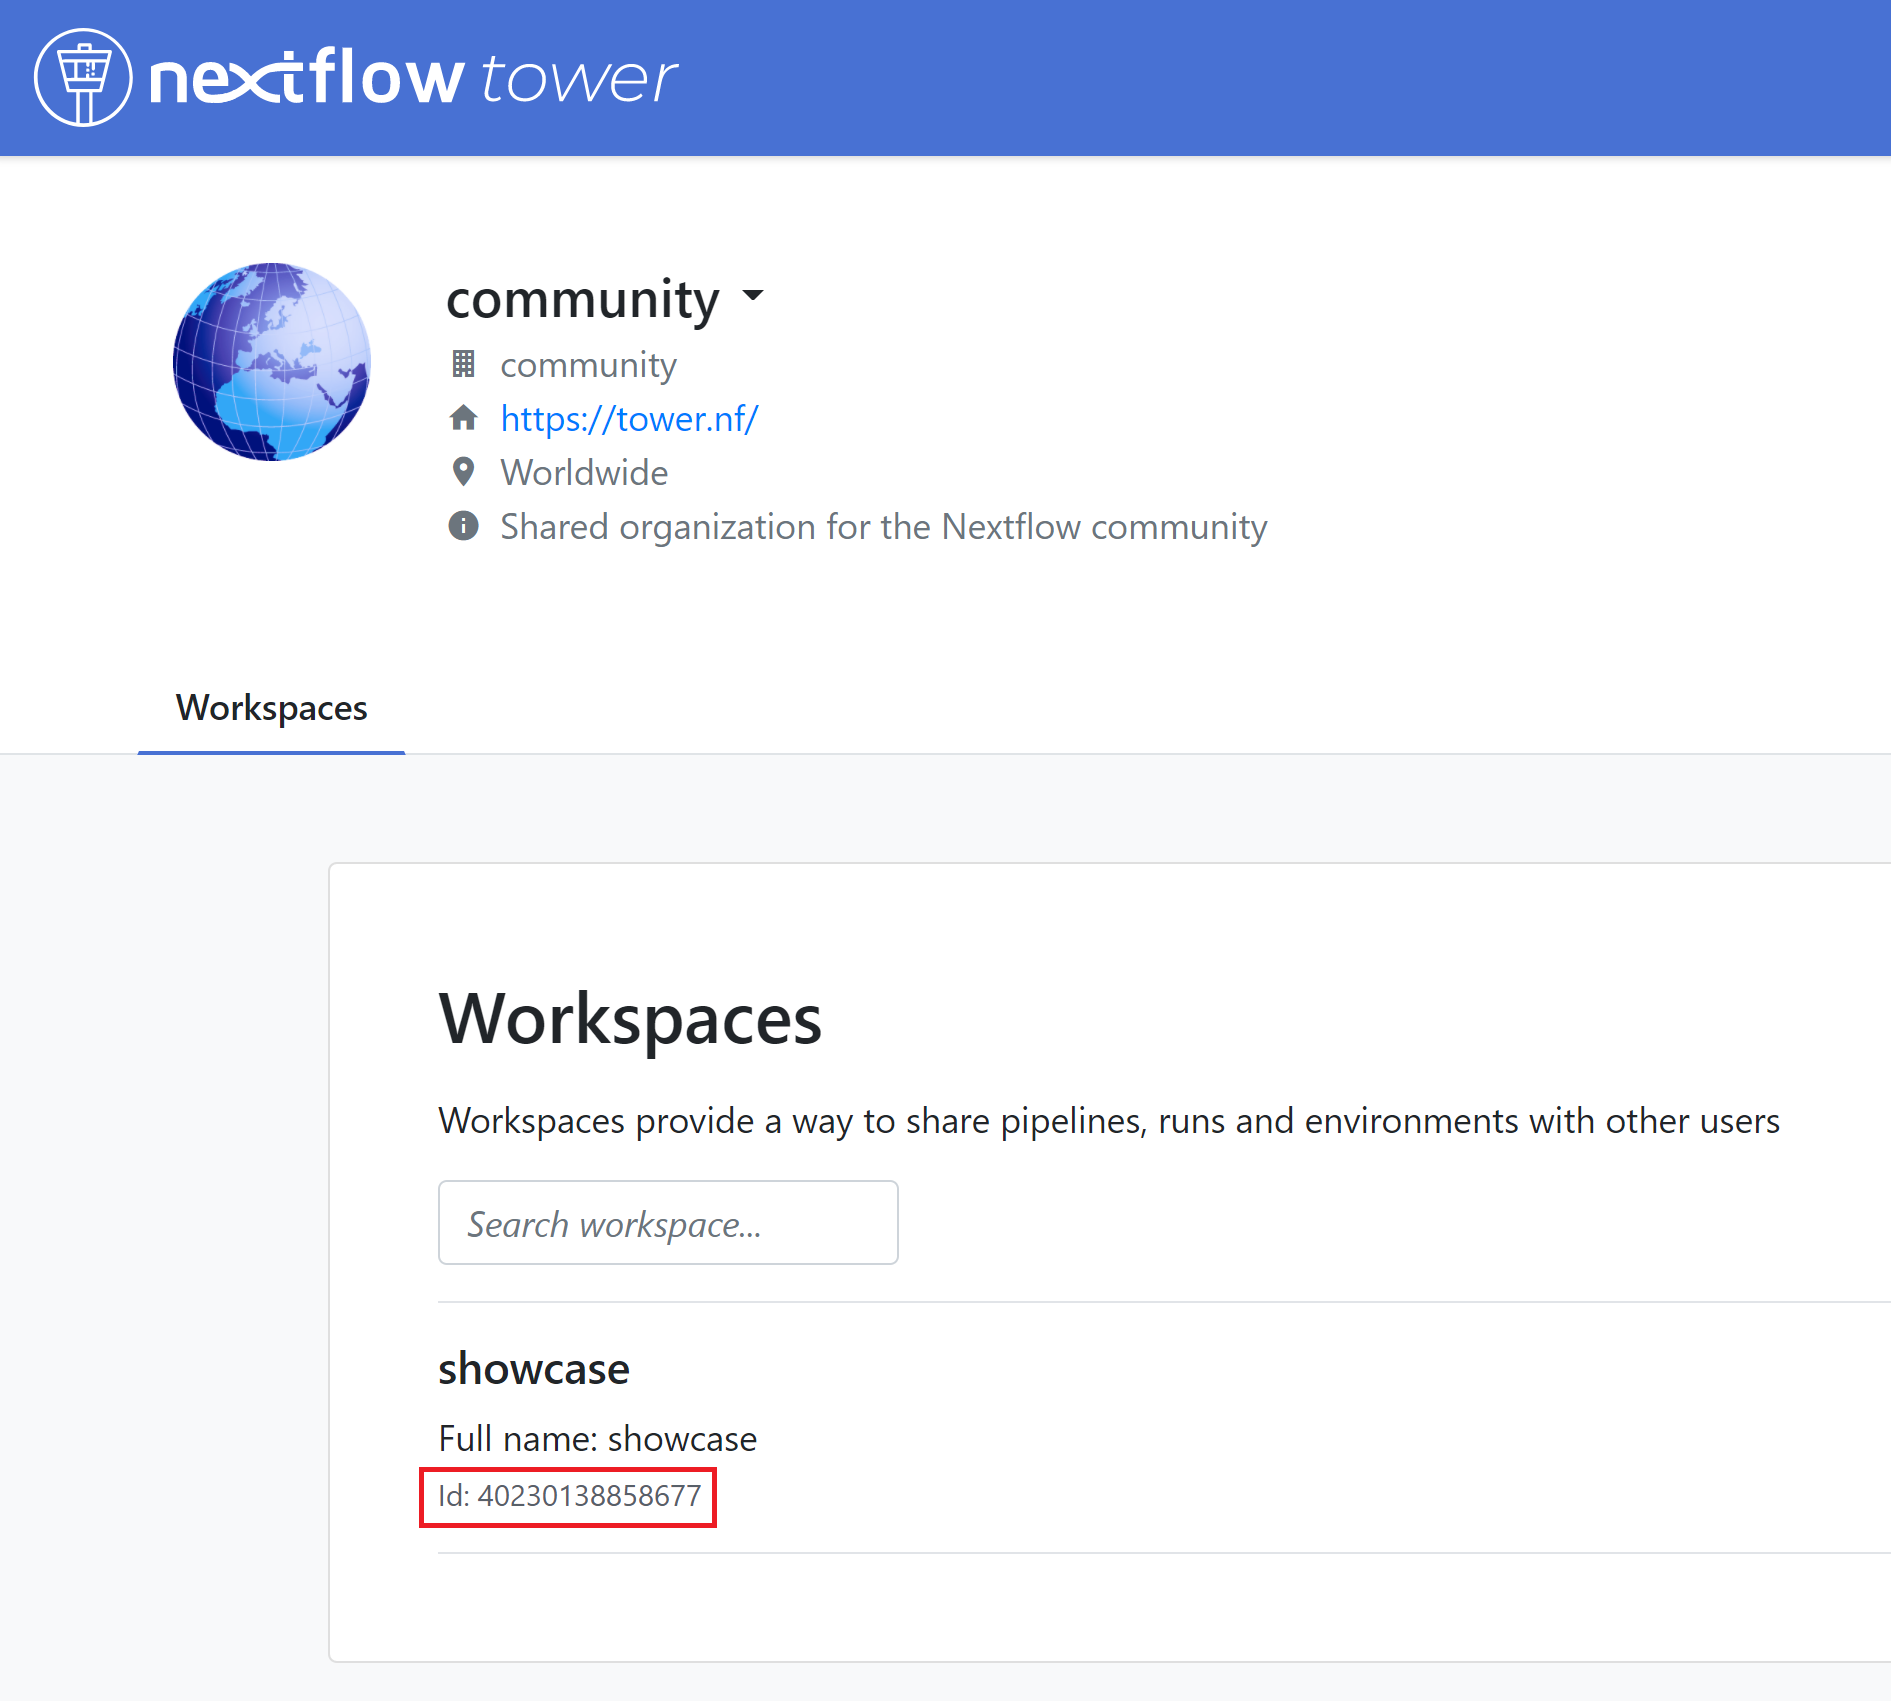 nextflow tower
community
community
https://tower.nf/
Worldwide
Shared organization for the Nextflow community
Workspaces
Workspaces
Workspaces provide a way to share pipelines, runs and environments with other users
Search workspace...
showcase
Full name: showcase
Id: 40230138858677